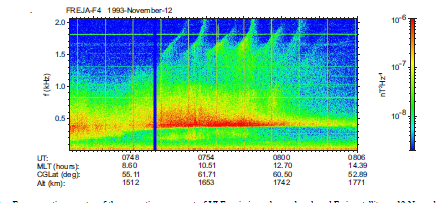 FREJA-F4 1993-November-12
2.0
1.5
1.0
0.5
f (kHz)
10⁻⁶
10⁻⁷
10⁻⁸
nT²Hz⁻¹
UT: 0748 0754 0800 0806
MLT (hours): 8.60 10.51 12.70 14.39
CGLat (deg): 55.11 61.71 60.50 52.89
Alt (km): 1512 1653 1742 1771